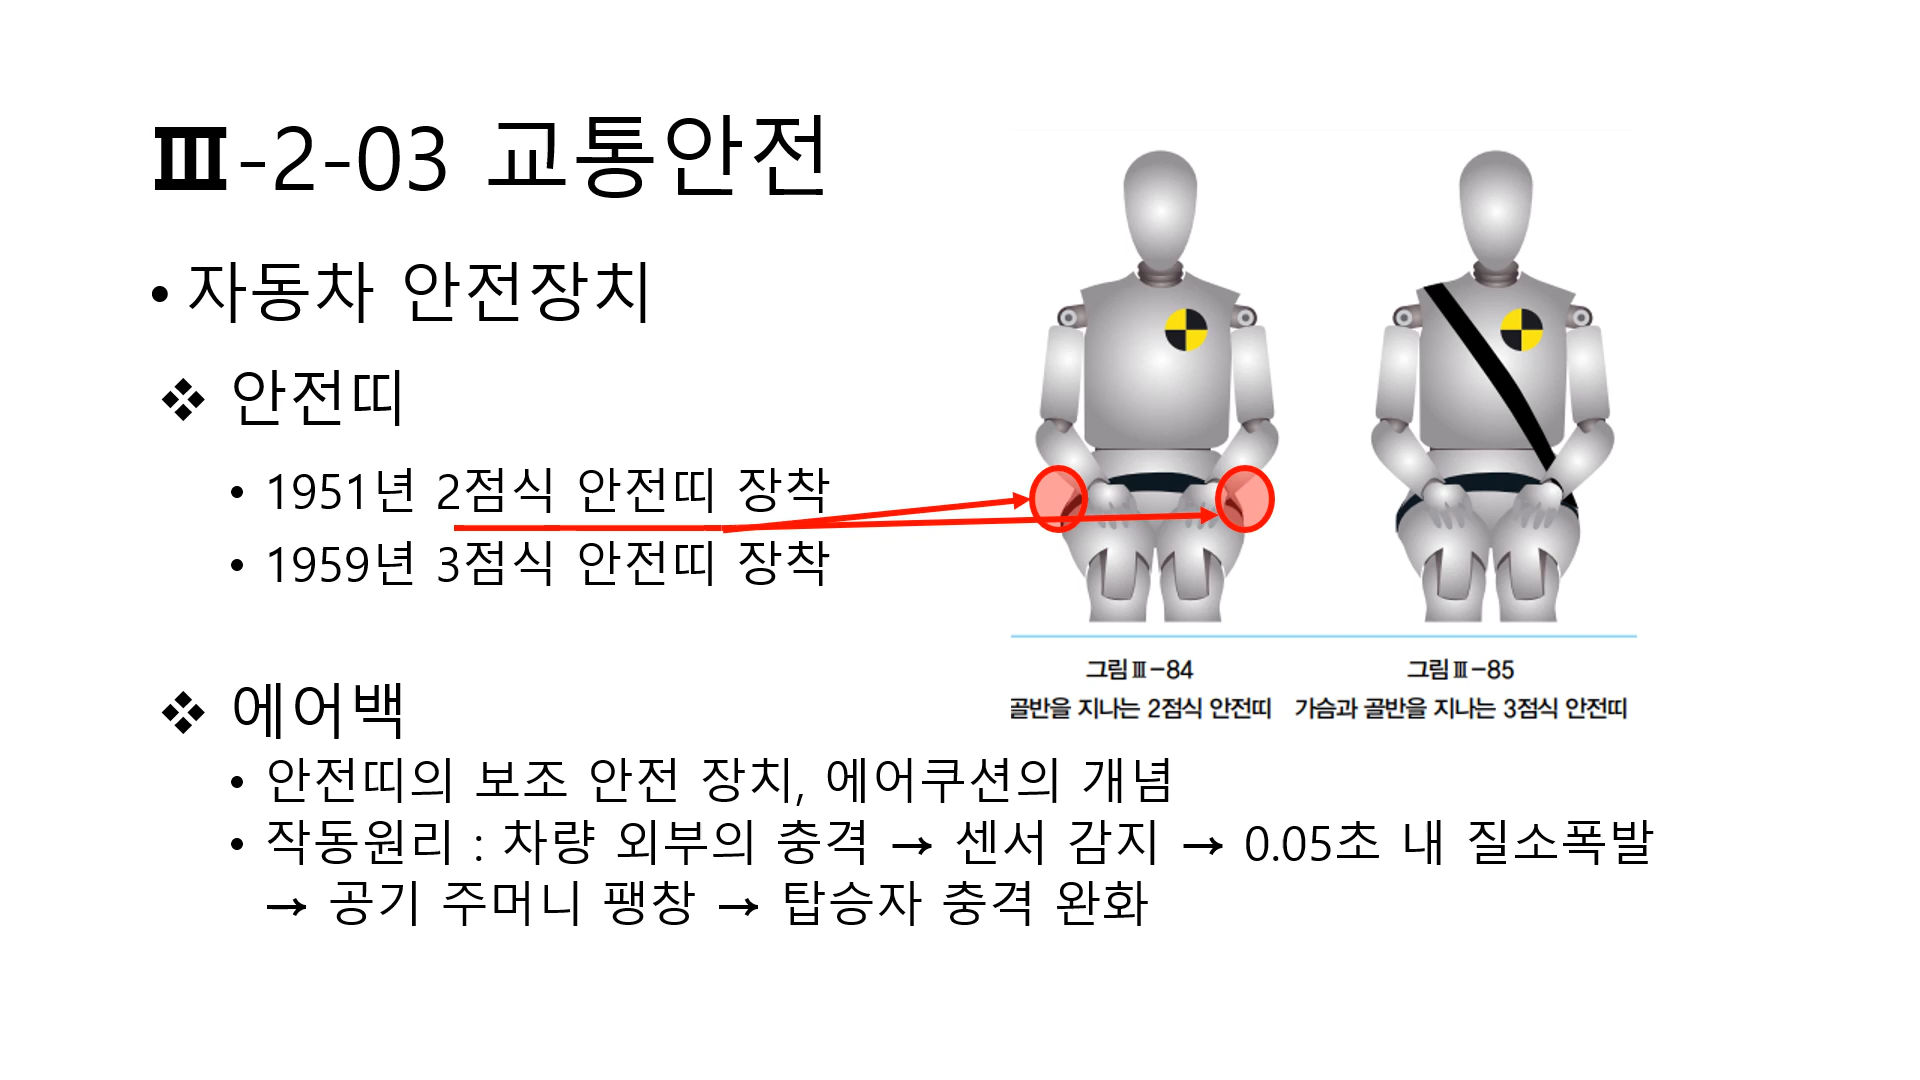 Ⅲ-2-03 교통안전
• 자동차 안전장치
❖ 안전띠
• 1951년 2점식 안전띠 장착
• 1959년 3점식 안전띠 장착
그림Ⅲ-84
골반을 지나는 2점식 안전띠
그림Ⅲ-85
가슴과 골반을 지나는 3점식 안전띠
❖ 에어백
• 안전띠의 보조 안전 장치, 에어쿠션의 개념
• 작동원리 : 차량 외부의 충격 → 센서 감지 → 0.05초 내 질소폭발
→ 공기 주머니 팽창 → 탑승자 충격 완화